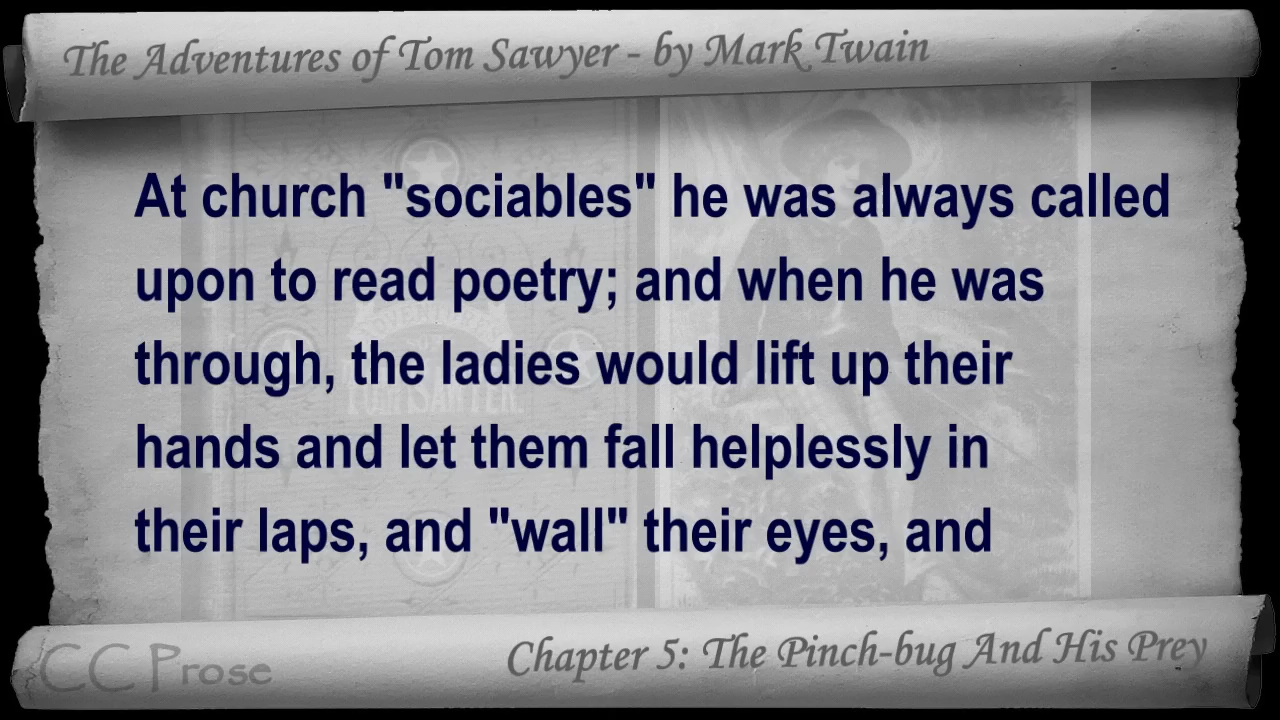 The Adventures of Tom Sawyer - by Mark Twain
At church "sociables" he was always called
upon to read poetry; and when he was
through, the ladies would lift up their
hands and let them fall helplessly in
their laps, and "wall" their eyes, and
CC Prose
Chapter 5: The Pinch-bug And His Prey